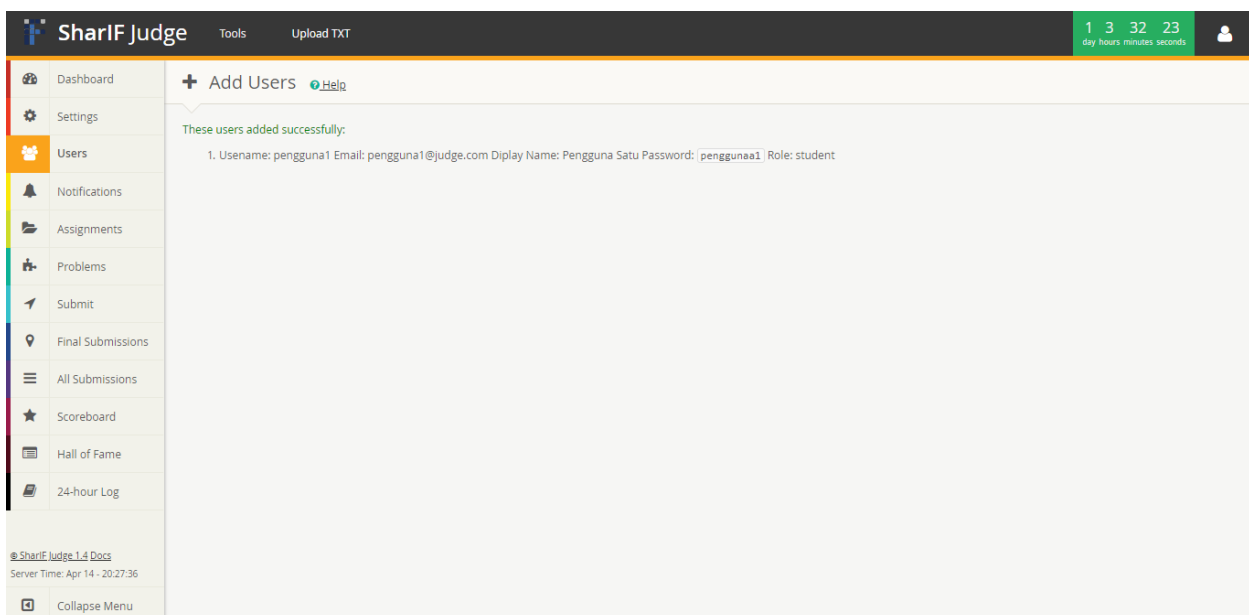 SharIF Judge Tools Upload TXT
1 3 32 23
day hours minutes seconds
Dashboard
Settings
Users
Notifications
Assignments
Problems
Submit
Final Submissions
All Submissions
Scoreboard
Hall of Fame
24-hour Log
© SharIF Judge 1.4 Docs
Server Time: Apr 14 - 20:27:36
Collapse Menu
Add Users Help
These users added successfully:
1. Usename: pengguna1 Email: pengguna1@judge.com Diplay Name: Pengguna Satu Password: penggunaa1 Role: student